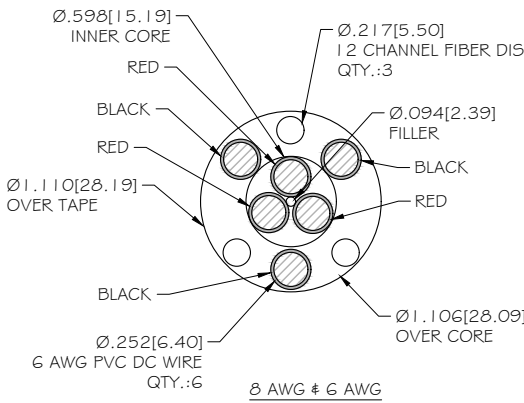 Ø.598[15.19]
INNER CORE
RED
BLACK
RED
Ø1.110[28.19]
OVER TAPE
BLACK
Ø.252[6.40]
6 AWG PVC DC WIRE
QTY.:6
Ø.217[5.50]
12 CHANNEL FIBER DIS
QTY.:3
Ø.094[2.39]
FILLER
BLACK
RED
Ø1.106[28.09]
OVER CORE
8 AWG & 6 AWG